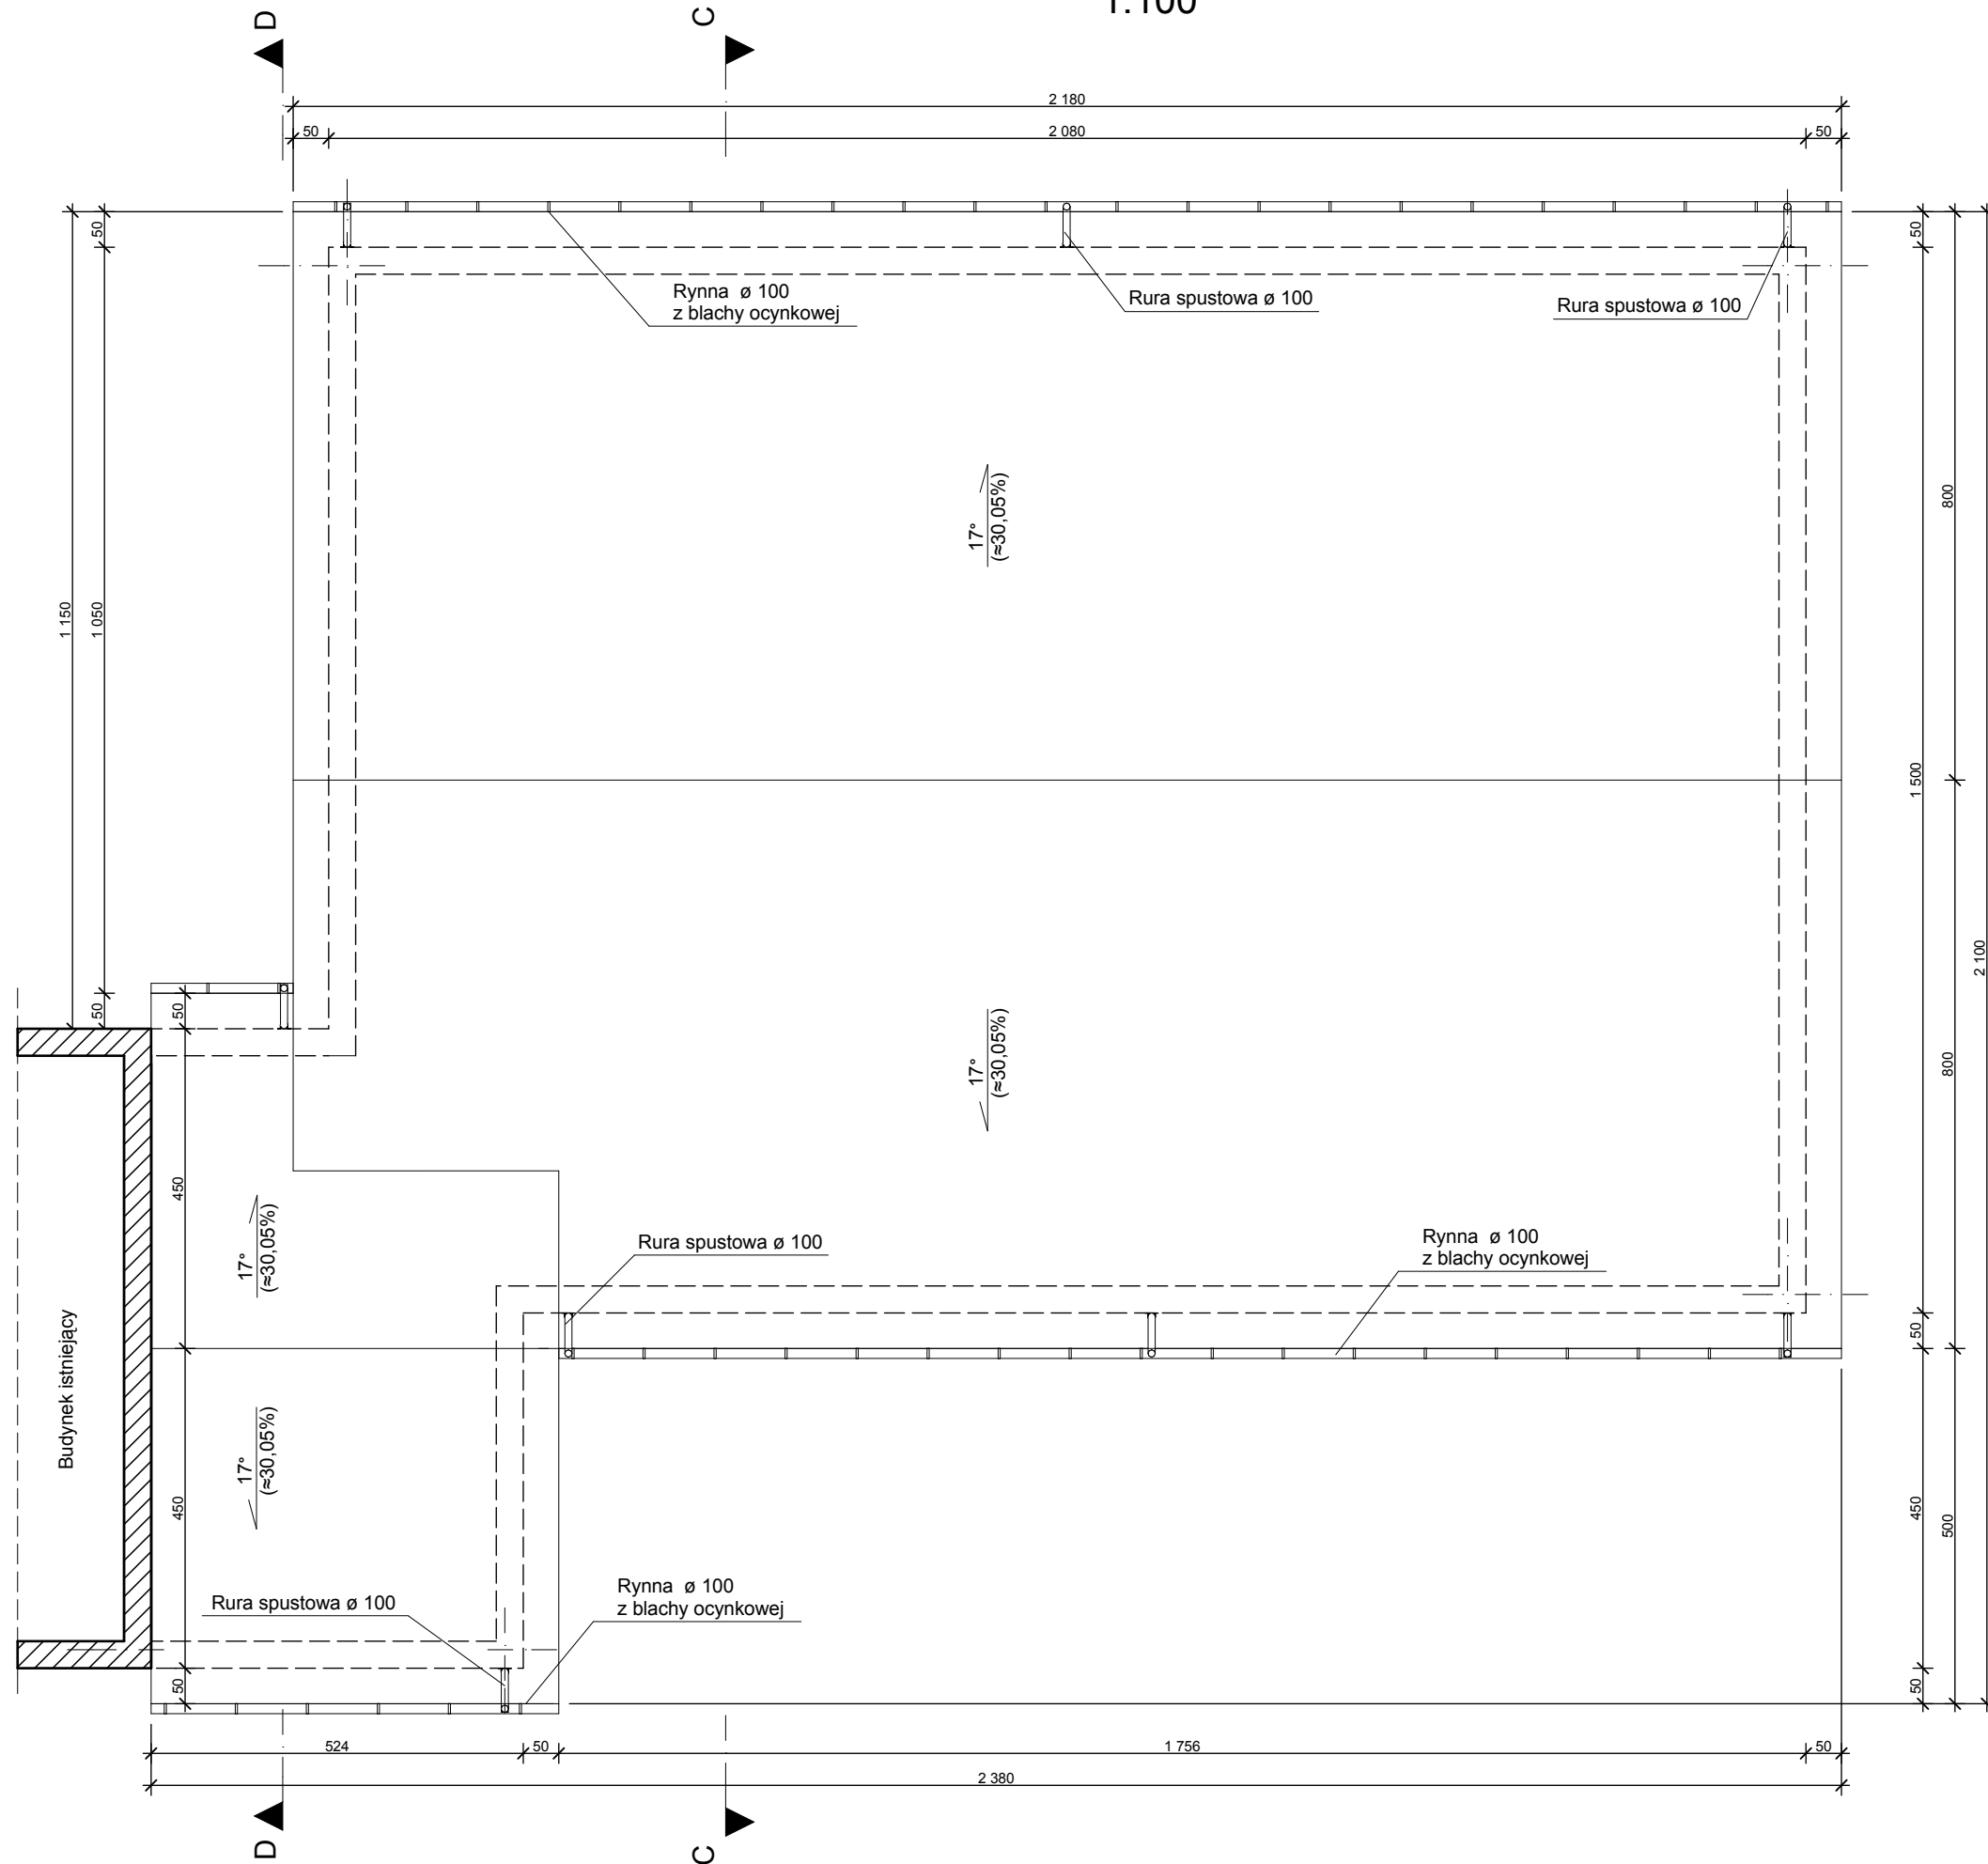 1:100
D
C
2 180
50
2 080
50
50
50
Rynna ø 100
z blachy ocynkowej
Rura spustowa ø 100
Rura spustowa ø 100
17°
(≈30,05%)
800
1 150
1 050
1 500
2 100
50
50
17°
(≈30,05%)
800
450
17°
(≈30,05%)
Rura spustowa ø 100
Rynna ø 100
z blachy ocynkowej
50
Budynek istniejący
17°
(≈30,05%)
450
450
500
Rura spustowa ø 100
Rynna ø 100
z blachy ocynkowej
50
50
524
50
1 756
50
2 380
D
C